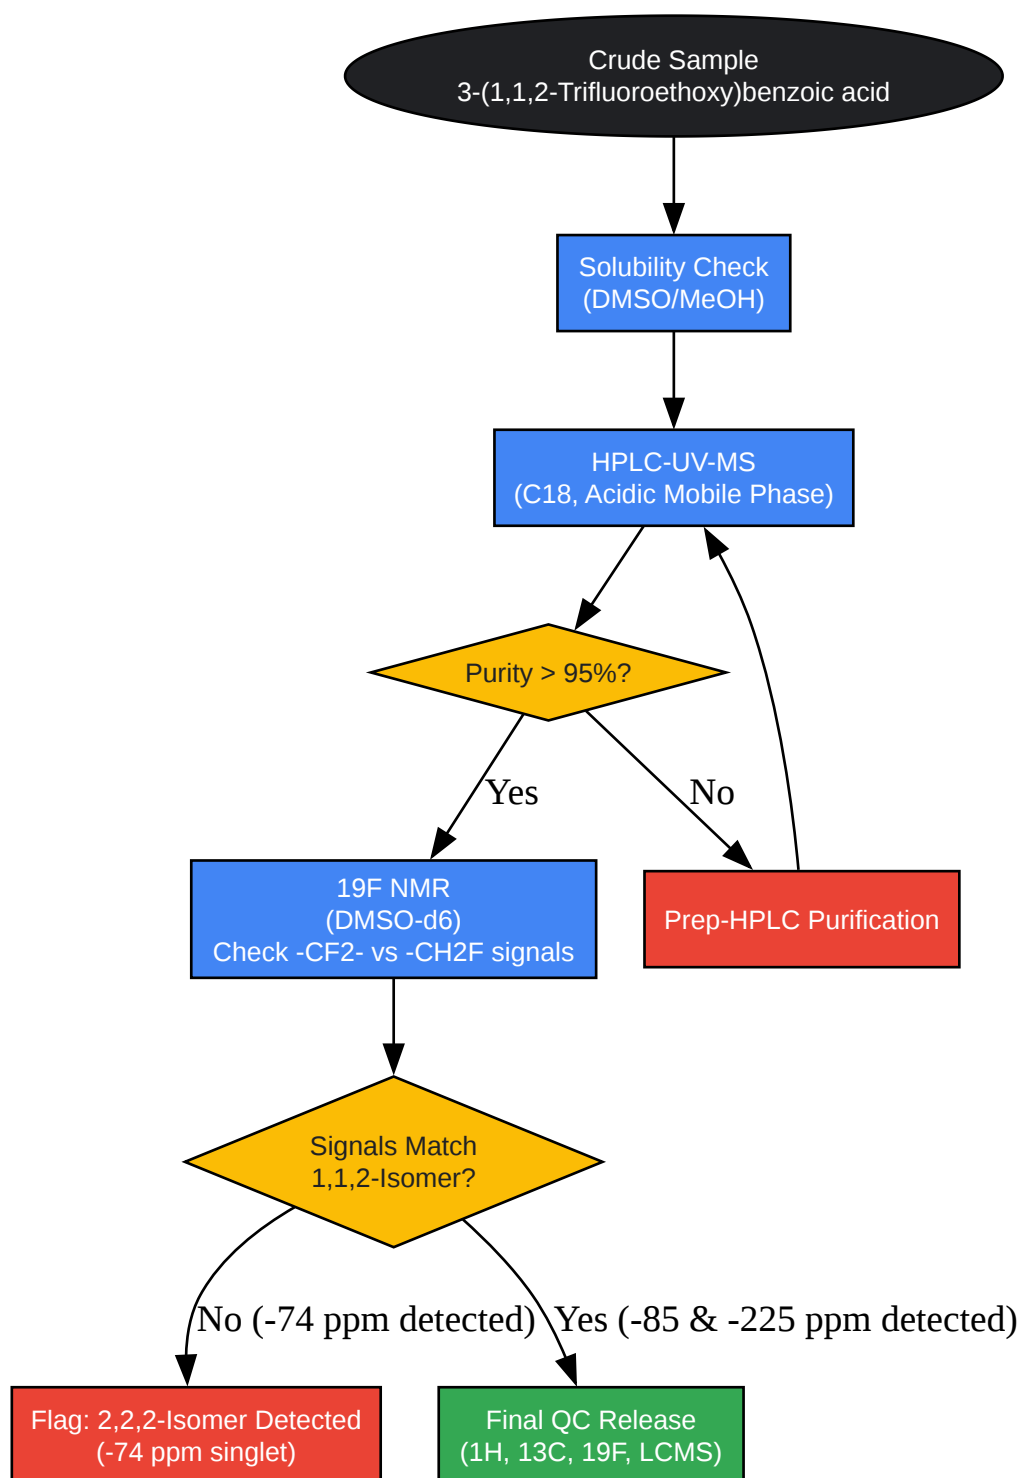 Crude Sample
3-(1,1,2-Trifluoroethoxy)benzoic acid
Solubility Check
(DMSO/MeOH)
HPLC-UV-MS
(C18, Acidic Mobile Phase)
Purity > 95%?
Yes
No
19F NMR
(DMSO-d6)
Check -CF2- vs -CH2F signals
Prep-HPLC Purification
Signals Match
1,1,2-Isomer?
No (-74 ppm detected)
Yes (-85 & -225 ppm detected)
Flag: 2,2,2-Isomer Detected
(-74 ppm singlet)
Final QC Release
(1H, 13C, 19F, LCMS)